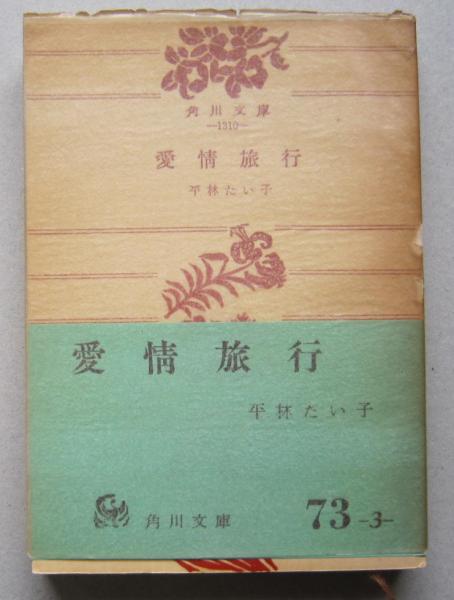 角川文庫
—1310—
愛情旅行
平林たい子
愛情旅行
平林たい子
角川文庫
73 -3-